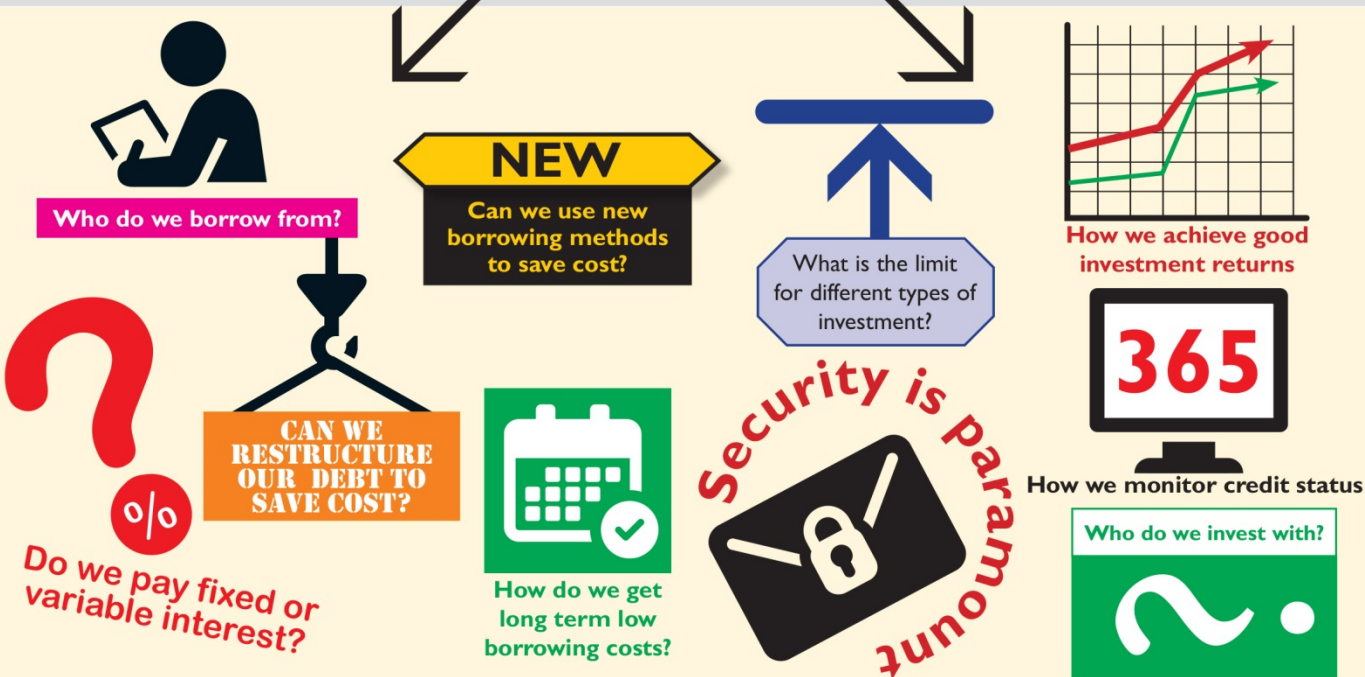 Who do we borrow from?
NEW
Can we use new
borrowing methods
to save cost?
What is the limit
for different types of
investment?
How we achieve good
investment returns
365
How we monitor credit status
CAN WE
RESTRUCTURE
OUR DEBT TO
SAVE COST?
%
Do we pay fixed or
variable interest?
How do we get
long term low
borrowing costs?
Security is paramount
Who do we invest with?
?
?